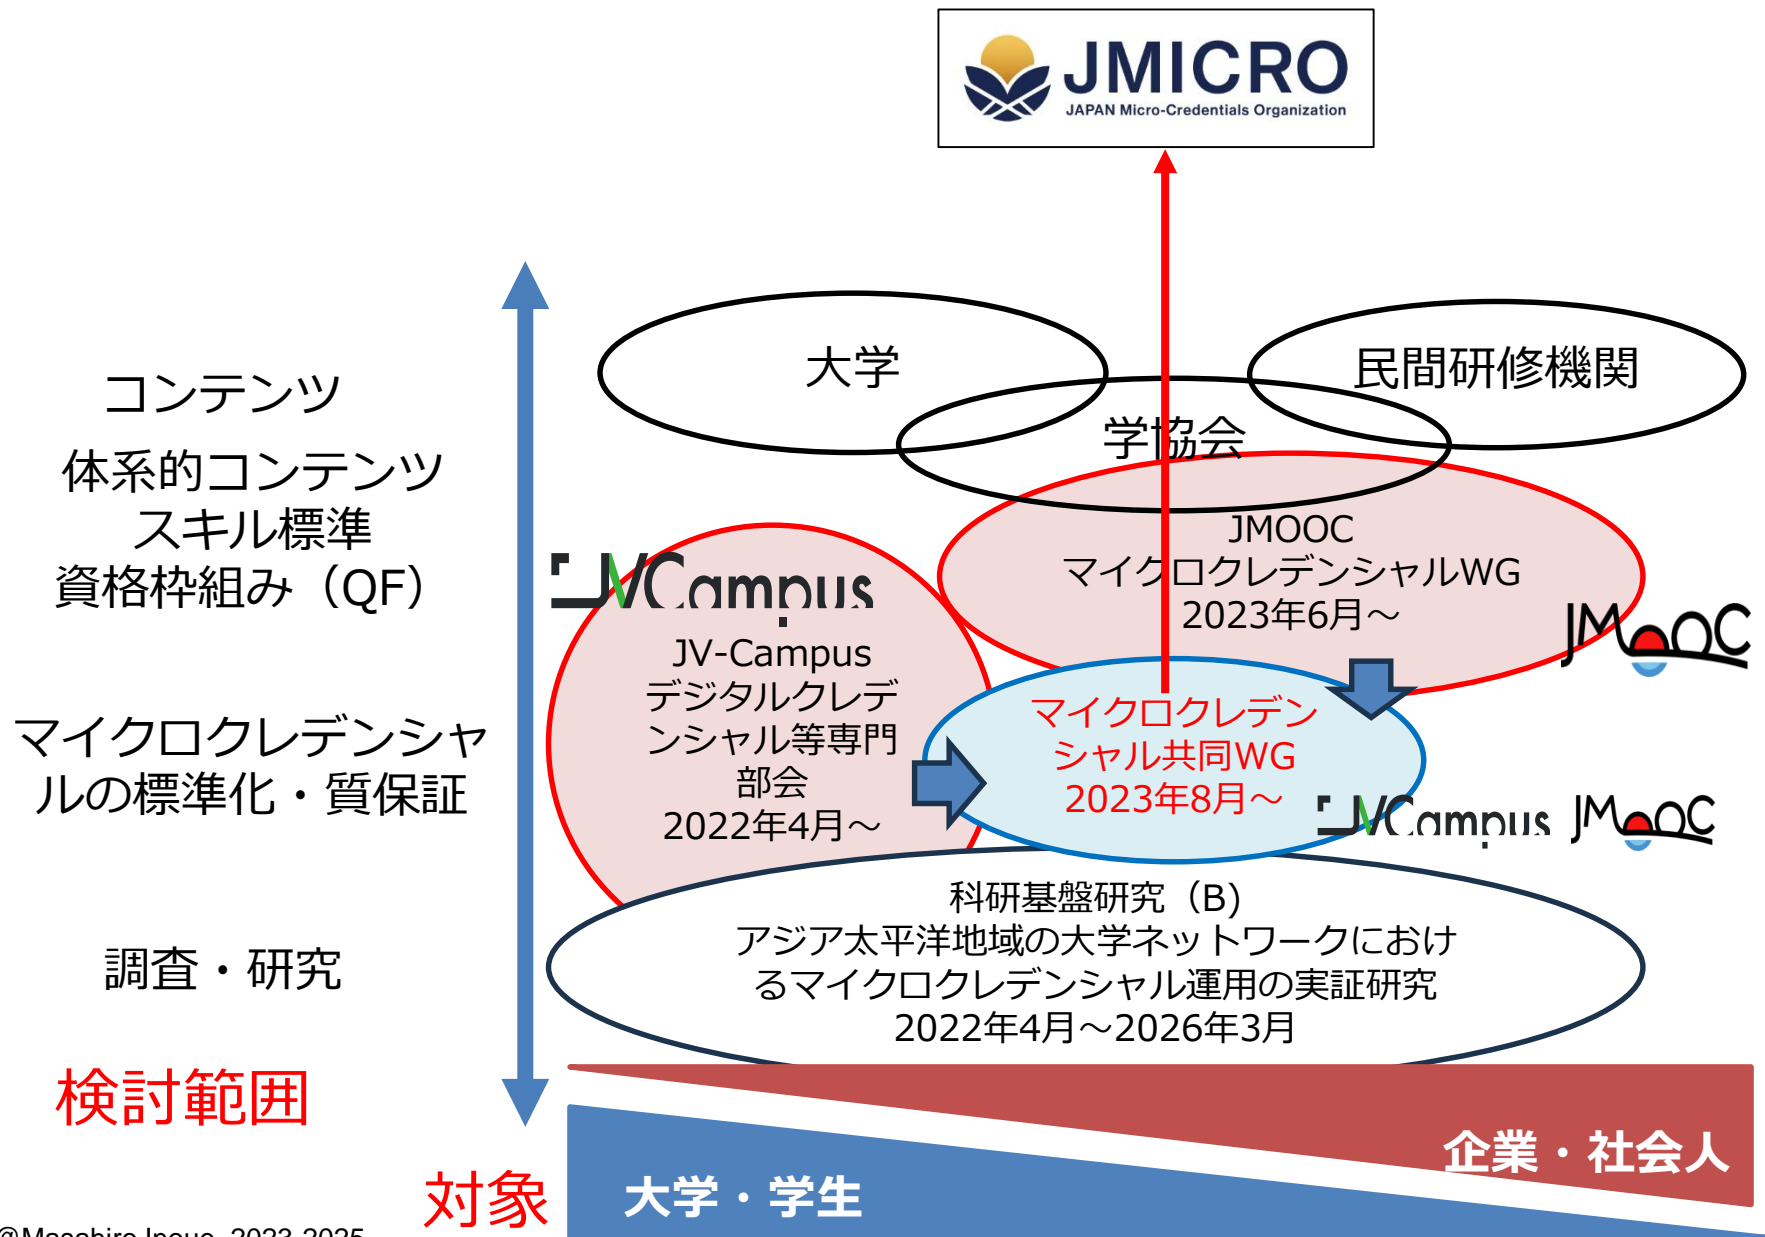 JMICRO
JAPAN Micro-Credentials Organization
大学
民間研修機関
学協会
コンテンツ
体系的コンテンツ
スキル標準
資格枠組み（QF）
JMOOC
マイクロクレデンシャルWG
2023年6月～
JMOOC
JVCampus
JV-Campus
デジタルクレデ
ンシャル等専門
部会
2022年4月～
マイクロクレデン
シャル共同WG
2023年8月～
JVCampus JMOOC
マイクロクレデンシャ
ルの標準化・質保証
科研基盤研究（B)
アジア太平洋地域の大学ネットワークにおけ
るマイクロクレデンシャル運用の実証研究
2022年4月～2026年3月
調査・研究
検討範囲
企業・社会人
対象
大学・学生
@Masahiro Inoue, 2023-2025